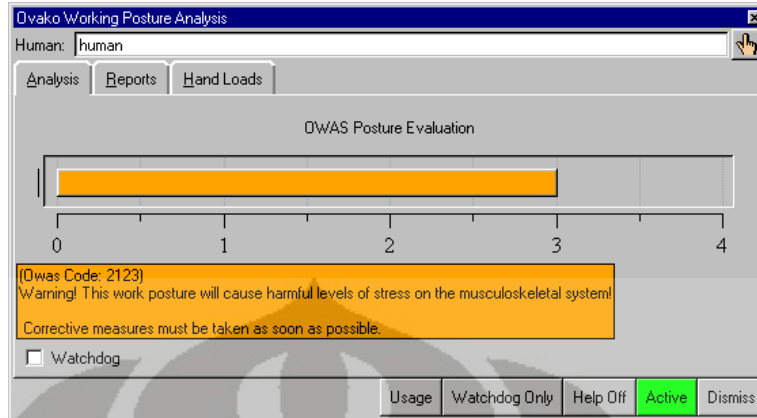 Ovako Working Posture Analysis
Human: human
Analysis Reports Hand Loads
OWAS Posture Evaluation
0 1 2 3 4
(Owas Code: 2123)
Warning! This work posture will cause harmful levels of stress on the musculoskeletal system!
Corrective measures must be taken as soon as possible.
Watchdog
Usage Watchdog Only Help Off Active Dismiss